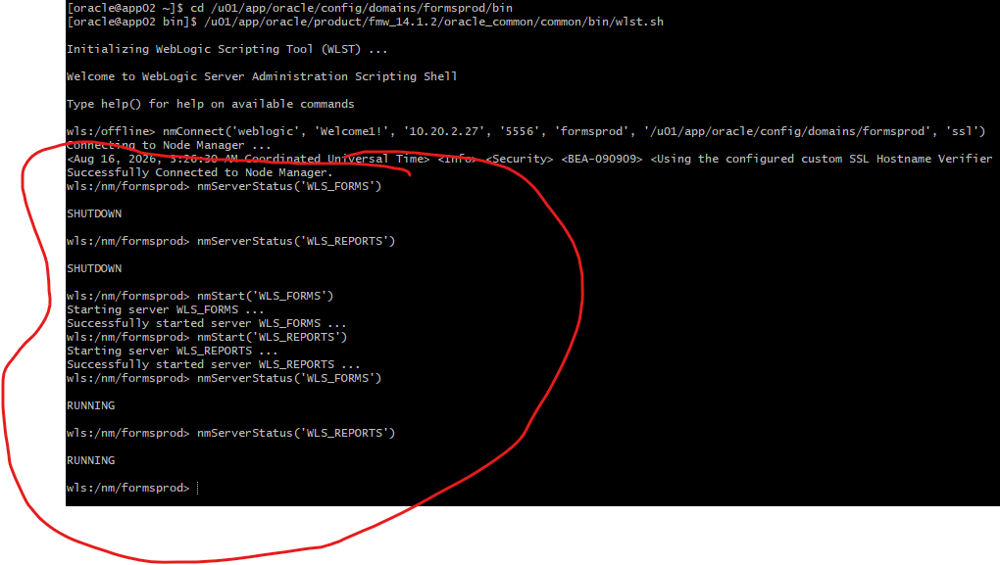 [oracle@app02 ~]$ cd /u01/app/oracle/config/domains/formsprod/bin
[oracle@app02 bin]$ /u01/app/oracle/product/fmw_14.1.2/oracle_common/common/bin/wlst.sh
Initializing WebLogic Scripting Tool (WLST) ...
Welcome to WebLogic Server Administration Scripting Shell
Type help() for help on available commands
wls:/offline> nmConnect('weblogic', 'Welcome1!', '10.20.2.27', '5556', 'formsprod', '/u01/app/oracle/config/domains/formsprod', 'ssl')
Connecting to Node Manager ...
<Aug 16, 2026, 3:26:30 AM Coordinated Universal Time> <Info> <Security> <BEA-090909> <Using the configured custom SSL Hostname Verifier
Successfully Connected to Node Manager.
wls:/nm/formsprod> nmServerStatus('WLS_FORMS')
SHUTDOWN
wls:/nm/formsprod> nmServerStatus('WLS_REPORTS')
SHUTDOWN
wls:/nm/formsprod> nmStart('WLS_FORMS')
Starting server WLS_FORMS ...
Successfully started server WLS_FORMS ...
wls:/nm/formsprod> nmStart('WLS_REPORTS')
Starting server WLS_REPORTS ...
Successfully started server WLS_REPORTS ...
wls:/nm/formsprod> nmServerStatus('WLS_FORMS')
RUNNING
wls:/nm/formsprod> nmServerStatus('WLS_REPORTS')
RUNNING
wls:/nm/formsprod>